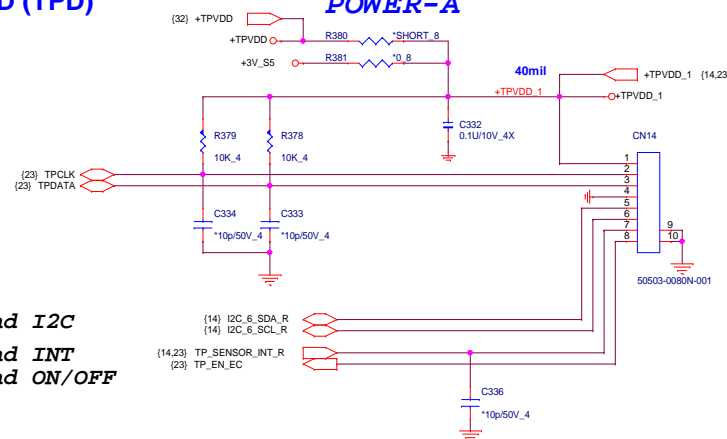 D (TPD)
POWER-A
{32} +TPVDD
+TPVDD R380 *SHORT_8
+3V_S5 R381 *0_8
40mil
+TPVDD_1 {14,23
+TPVDD_1
+TPVDD_1
C332
0.1U/10V_4X
CN14
R379 R378
10K_4 10K_4
{23} TPCLK
{23} TPDATA
1
2
3
4
5
6
7
8
9
10
C334 C333
*10p/50V_4 *10p/50V_4
50503-0080N-001
nd I2C
{14} I2C_6_SDA_R
{14} I2C_6_SCL_R
nd INT
{14,23} TP_SENSOR_INT_R
nd ON/OFF
{23} TP_EN_EC
C336
*10p/50V_4